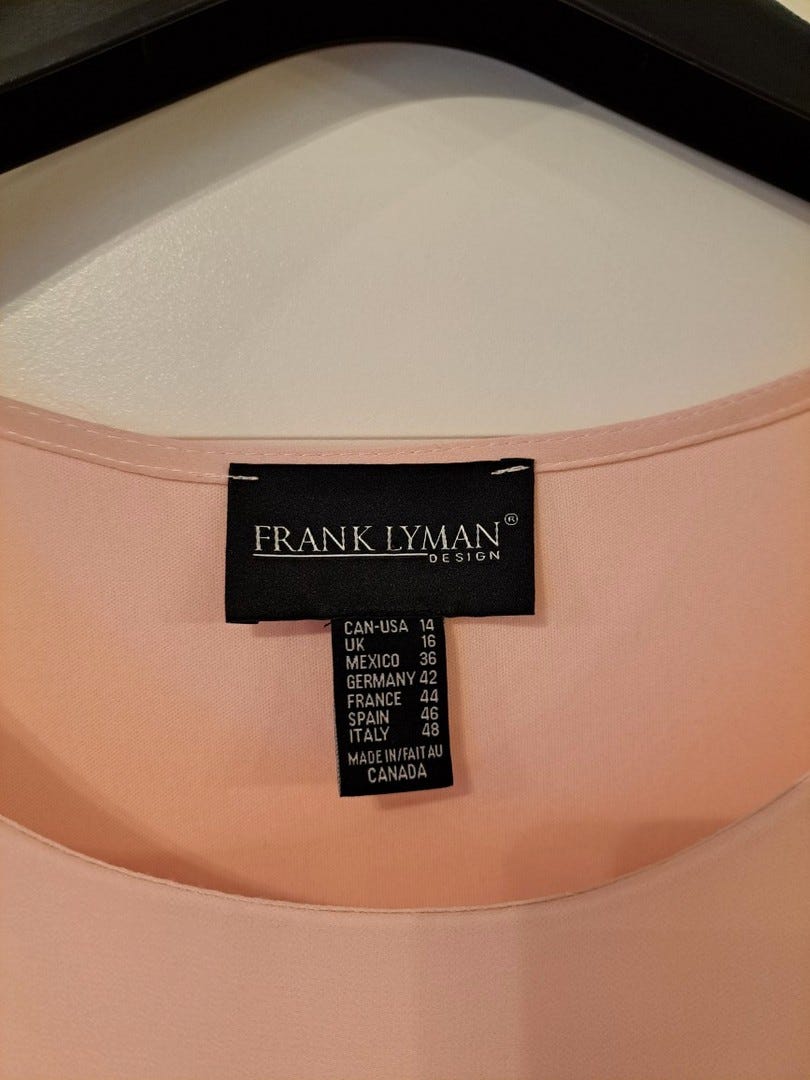 FRANK LYMAN®
DESIGN
CAN-USA 14
UK 16
MEXICO 36
GERMANY 42
FRANCE 44
SPAIN 46
ITALY 48
MADE IN/FAIT AU
CANADA